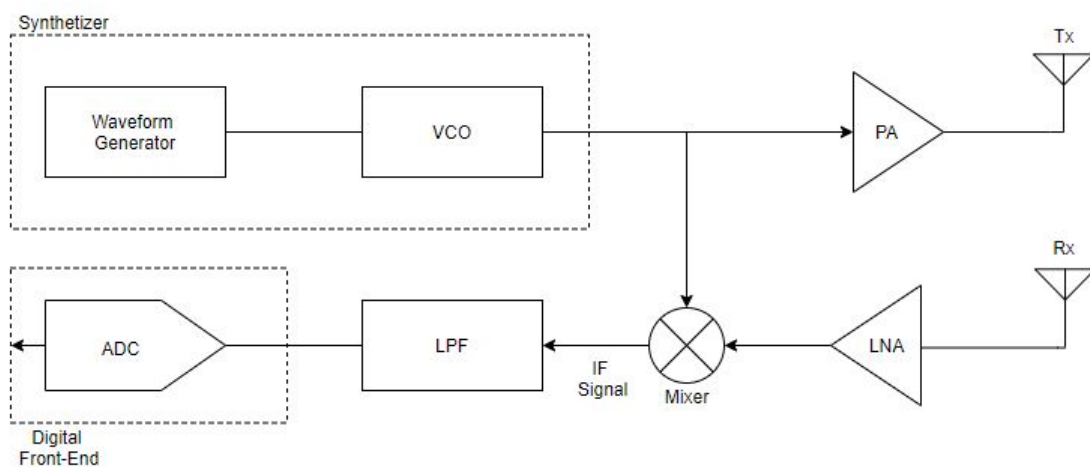 Synthetizer
Waveform
Generator
VCO
PA
Tx
Rx
ADC
LPF
IF
Signal
Mixer
LNA
Digital
Front-End